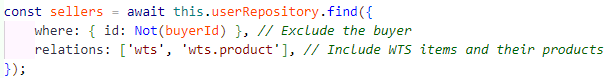 const sellers = await this.userRepository.find({
    where: { id: Not(buyerId) }, // Exclude the buyer
    relations: ['wts', 'wts.product'], // Include WTS items and their products
});